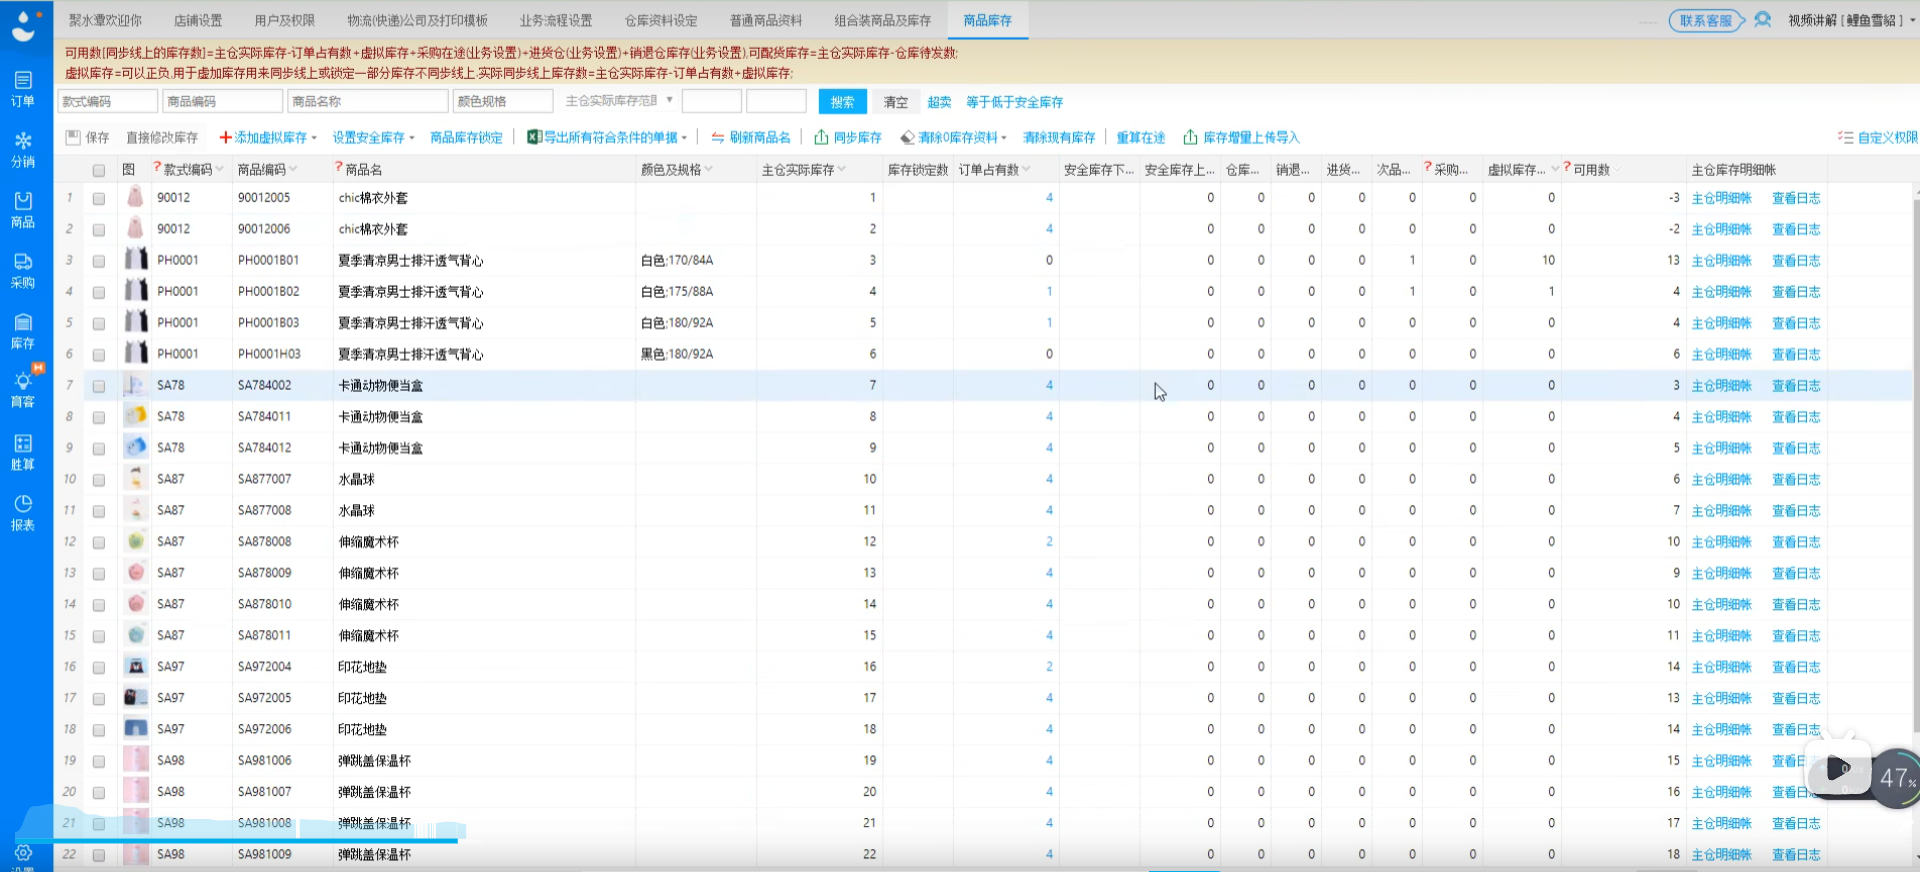 聚水潭欢迎你 店铺设置 用户及权限 物流(快递)公司及打印模板 业务流程设置 仓库资料设定 普通商品资料 组合装商品及库存 商品库存 联系客服 视频讲解 [鲤鱼雪貂]
可用数[同步线上的库存数]=主仓实际库存-订单占有数+虚拟库存+采购在途(业务设置)+进货仓(业务设置)+销退仓库存(业务设置),可配货库存=主仓实际库存-仓库待发数;
虚拟库存=可以正负,用于虚加库存用来同步线上或锁定一部分库存不同步线上.实际同步线上库存数=主仓实际库存-订单占有数+虚拟库存;
款式编码 商品编码 商品名称 颜色规格 主仓实际库存范围 搜索 清空 超卖 等于低于安全库存
保存 直接修改库存 添加虚拟库存 设置安全库存 商品库存锁定 导出所有符合条件的单据 刷新商品名 同步库存 清除0库存资料 清除现有库存 重算在途 库存增量上传导入 自定义权限
图 ?款式编码 商品编码 ?商品名 颜色及规格 主仓实际库存 库存锁定数 订单占有数 安全库存下... 安全库存上... 仓库... 销退... 进货... 次品... ?采购... 虚拟库存... ?可用数 主仓库存明细帐
1 90012 90012005 chic棉衣外套 1 4 0 0 0 0 0 0 0 -3 主仓明细帐 查看日志
2 90012 90012006 chic棉衣外套 2 4 0 0 0 0 0 0 0 -2 主仓明细帐 查看日志
3 PH0001 PH0001B01 夏季清凉男士排汗透气背心 白色;170/84A 3 0 0 0 0 0 1 0 10 13 主仓明细帐 查看日志
4 PH0001 PH0001B02 夏季清凉男士排汗透气背心 白色;175/88A 4 1 0 0 0 0 1 0 1 4 主仓明细帐 查看日志
5 PH0001 PH0001B03 夏季清凉男士排汗透气背心 白色;180/92A 5 1 0 0 0 0 0 0 0 4 主仓明细帐 查看日志
6 PH0001 PH0001H03 夏季清凉男士排汗透气背心 黑色;180/92A 6 0 0 0 0 0 0 0 0 6 主仓明细帐 查看日志
7 SA78 SA784002 卡通动物便当盒 7 4 0 0 0 0 0 0 0 3 主仓明细帐 查看日志
8 SA78 SA784011 卡通动物便当盒 8 4 0 0 0 0 0 0 0 4 主仓明细帐 查看日志
9 SA78 SA784012 卡通动物便当盒 9 4 0 0 0 0 0 0 0 5 主仓明细帐 查看日志
10 SA87 SA877007 水晶球 10 4 0 0 0 0 0 0 0 6 主仓明细帐 查看日志
11 SA87 SA877008 水晶球 11 4 0 0 0 0 0 0 0 7 主仓明细帐 查看日志
12 SA87 SA878008 伸缩魔术杯 12 2 0 0 0 0 0 0 0 10 主仓明细帐 查看日志
13 SA87 SA878009 伸缩魔术杯 13 4 0 0 0 0 0 0 0 9 主仓明细帐 查看日志
14 SA87 SA878010 伸缩魔术杯 14 4 0 0 0 0 0 0 0 10 主仓明细帐 查看日志
15 SA87 SA878011 伸缩魔术杯 15 4 0 0 0 0 0 0 0 11 主仓明细帐 查看日志
16 SA97 SA972004 印花地垫 16 2 0 0 0 0 0 0 0 14 主仓明细帐 查看日志
17 SA97 SA972005 印花地垫 17 4 0 0 0 0 0 0 0 13 主仓明细帐 查看日志
18 SA97 SA972006 印花地垫 18 4 0 0 0 0 0 0 0 14 主仓明细帐 查看日志
19 SA98 SA981006 弹跳盖保温杯 19 4 0 0 0 0 0 0 0 15 主仓明细帐 查看日
20 SA98 SA981007 弹跳盖保温杯 20 4 0 0 0 0 0 0 0 16 主仓明细帐 查看日
21 SA98 SA981008 弹跳盖保温杯 21 4 0 0 0 0 0 0 0 17 主仓明细帐 查看日志
22 SA98 SA981009 弹跳盖保温杯 22 4 0 0 0 0 0 0 0 18 主仓明细帐 查看日志
订单
分销
商品
采购
库存
商客
胜算
报表
47%